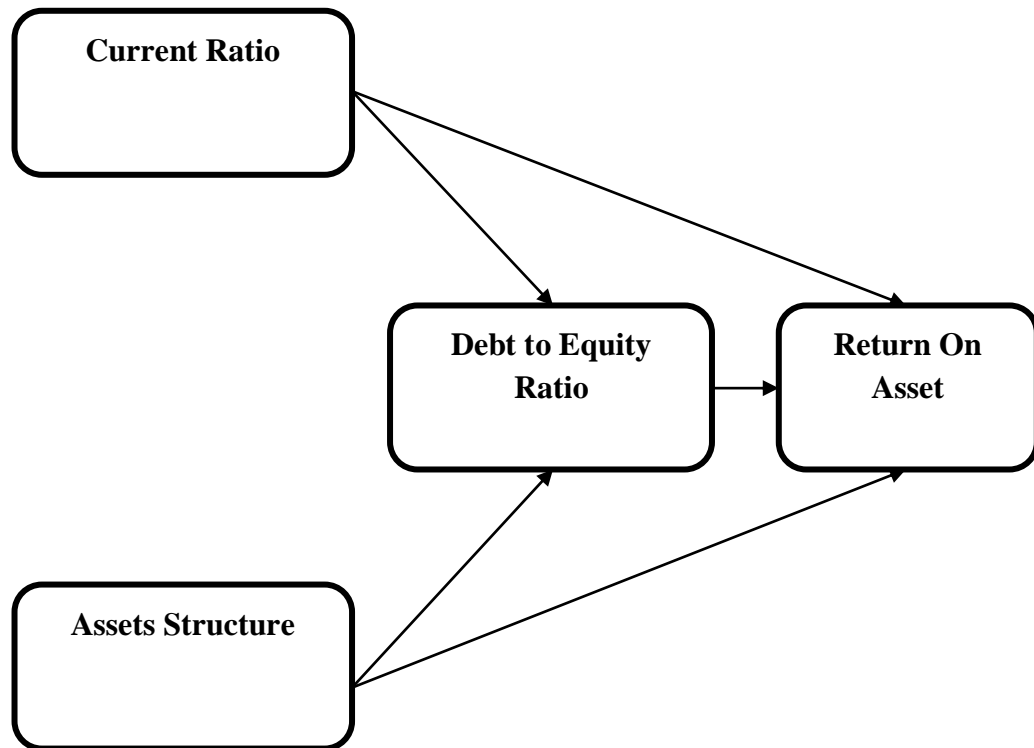 Current Ratio
Debt to Equity
Ratio
Return On
Asset
Assets Structure